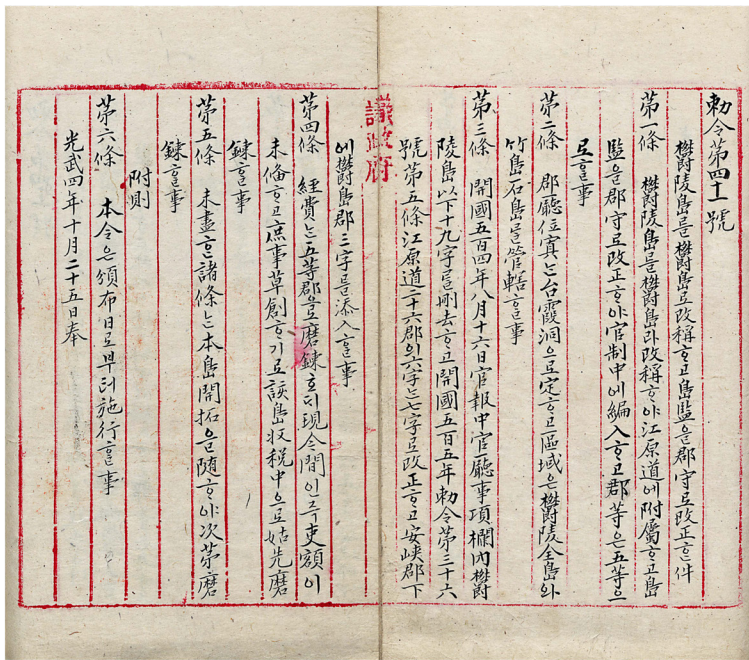 勅令第四十一號
欝陵島를欝島로改稱ᄒᆞ고島監을郡守로改正ᄒᆞᆫ件
第一條 欝陵島를欝島라改稱ᄒᆞ야江原道에附屬ᄒᆞ고島
監을郡守로改正ᄒᆞ야官制中에編入ᄒᆞ고郡等은五等으
로ᄒᆞᆯ事
第二條 郡廳位寘ᄂᆞᆫ台霞洞으로定ᄒᆞ고區域은欝陵全島와
竹島石島를管轄ᄒᆞᆯ事
第三條 開國五百四年八月十六日官報中官廳事項欄內欝
陵島以下十九字를刪去ᄒᆞ고開國五百五年勅令第三十六
號第五條江原道二十六郡의六字ᄂᆞᆫ七字로改正ᄒᆞ고安峽郡下
議政府
에欝島郡三字를添入ᄒᆞᆯ事
第四條 經費ᄂᆞᆫ五等郡으로磨鍊호ᄃᆡ現今間인즉吏額이
未備ᄒᆞ고庶事草創ᄒᆞ기로該島收稅中으로姑先磨
鍊ᄒᆞᆯ事
第五條 未盡ᄒᆞᆫ諸條ᄂᆞᆫ本島開拓을隨ᄒᆞ야次第磨
鍊ᄒᆞᆯ事
附則
第六條 本令은頒布日로부터施行ᄒᆞᆯ事
光武四年十月二十五日奉